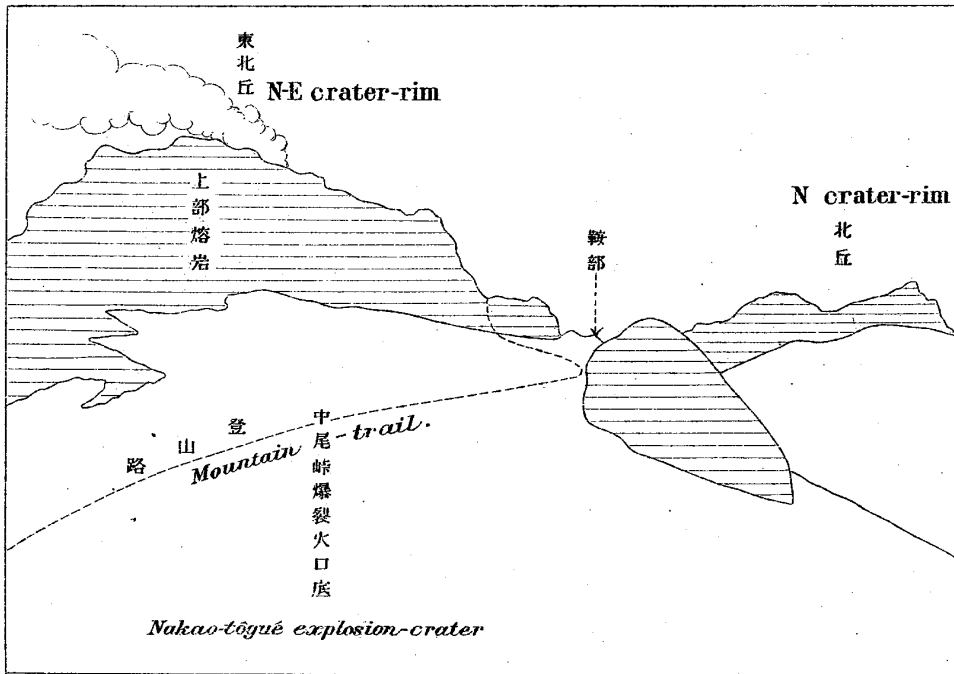 東北丘
N-E crater-rim
上部熔岩
N crater-rim
北丘
鞍部
登山路
Mountain-trail.
中尾峠爆裂火口底
Nakao-tôgué explosion-crater